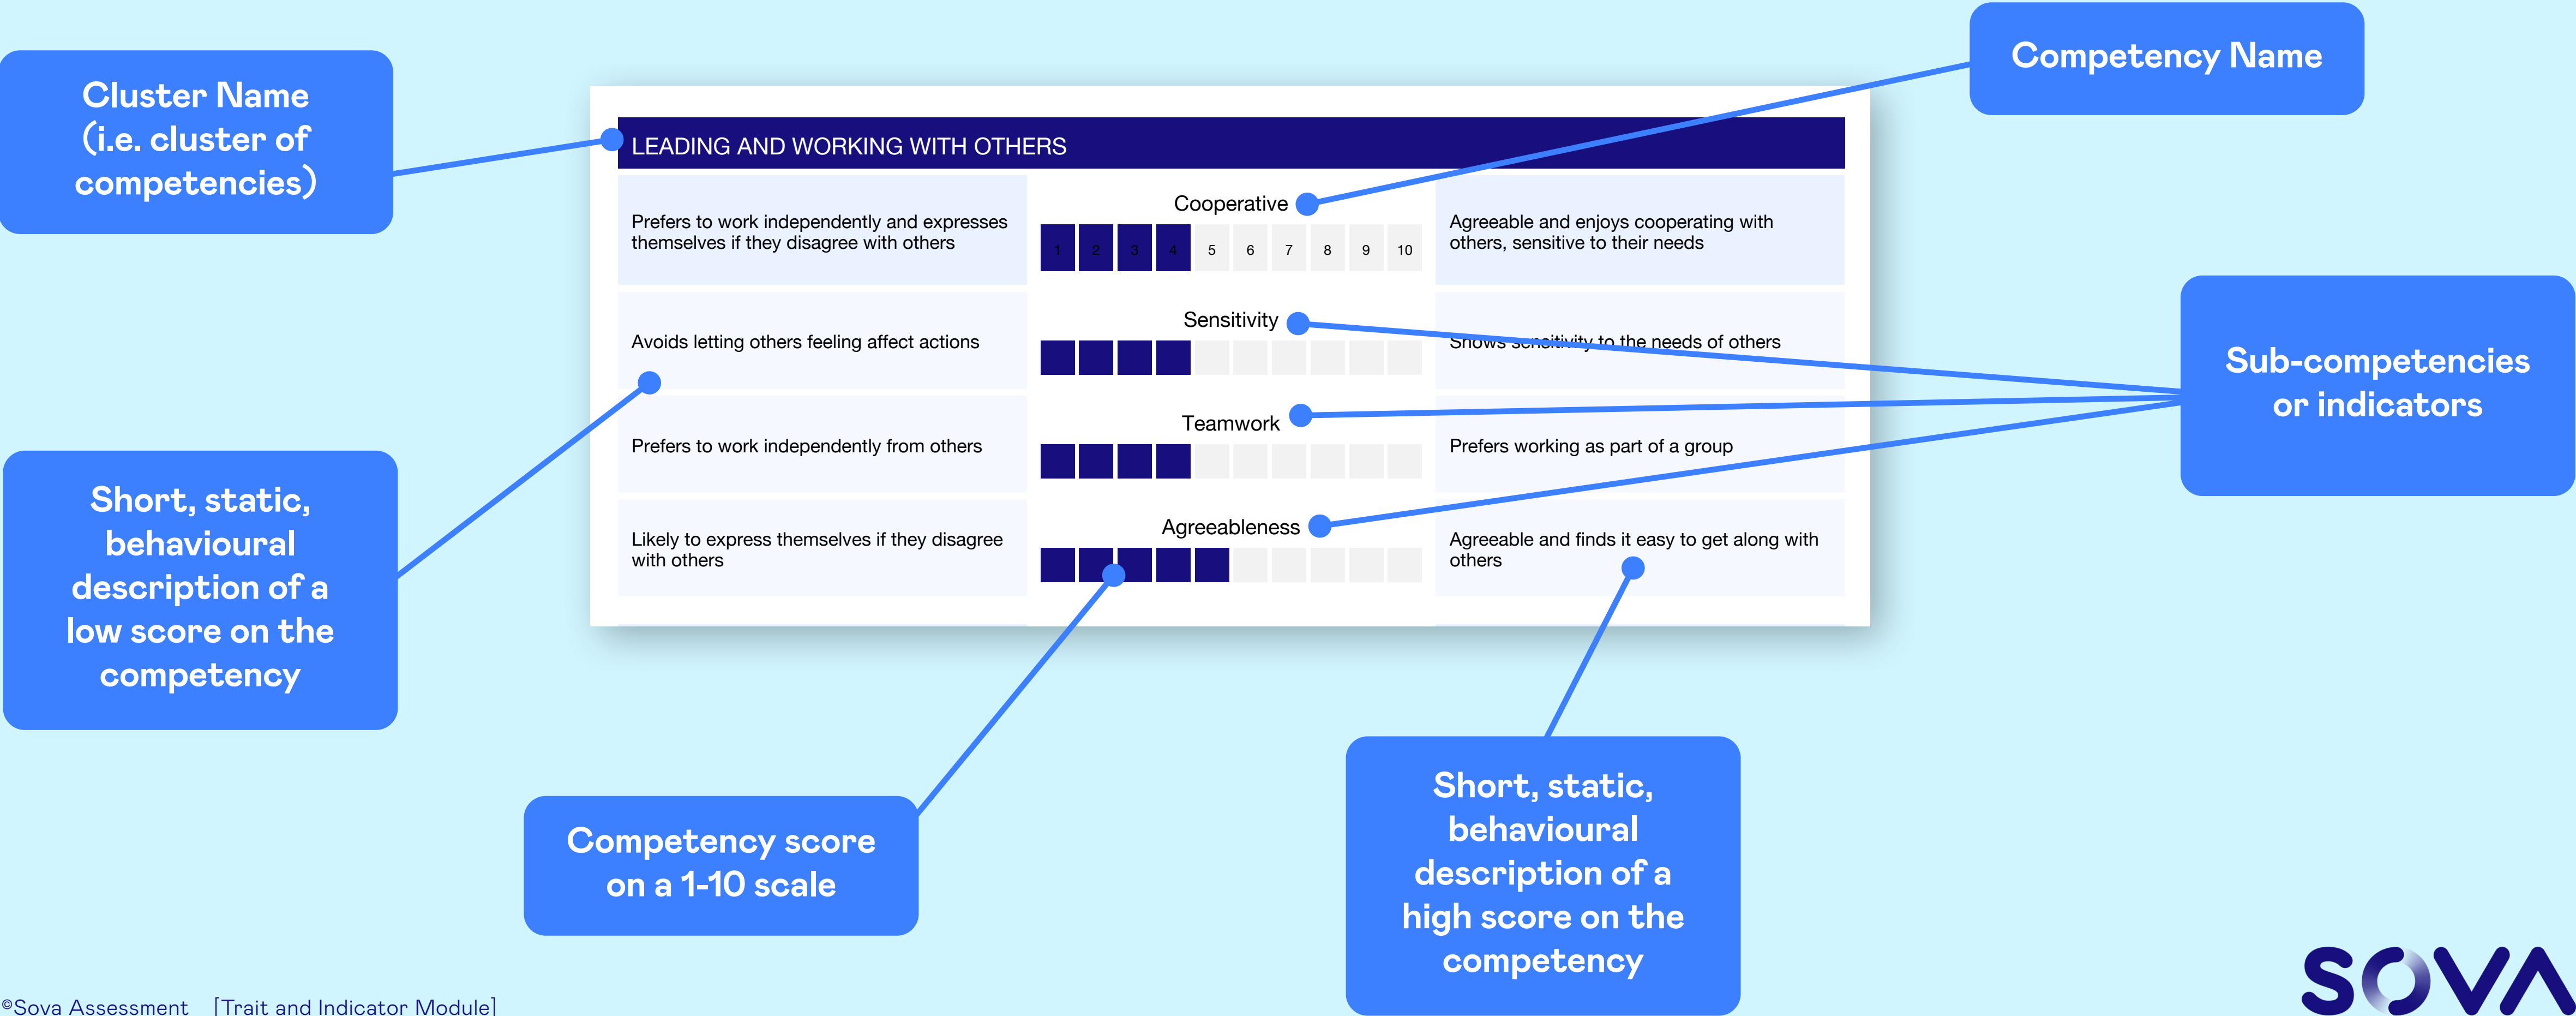 Competency Name
Cluster Name
(i.e. cluster of
competencies)
LEADING AND WORKING WITH OTHERS
Prefers to work independently and expresses
themselves if they disagree with others
Cooperative
1 2 3 4 5 6 7 8 9 10
Agreeable and enjoys cooperating with
others, sensitive to their needs
Avoids letting others feeling affect actions
Sensitivity
Shows sensitivity to the needs of others
Sub-competencies
or indicators
Prefers to work independently from others
Teamwork
Prefers working as part of a group
Likely to express themselves if they disagree
with others
Agreeableness
Agreeable and finds it easy to get along with
others
Short, static,
behavioural
description of a
low score on the
competency
Competency score
on a 1-10 scale
Short, static,
behavioural
description of a
high score on the
competency
©Sova Assessment [Trait and Indicator Module]
SOVA